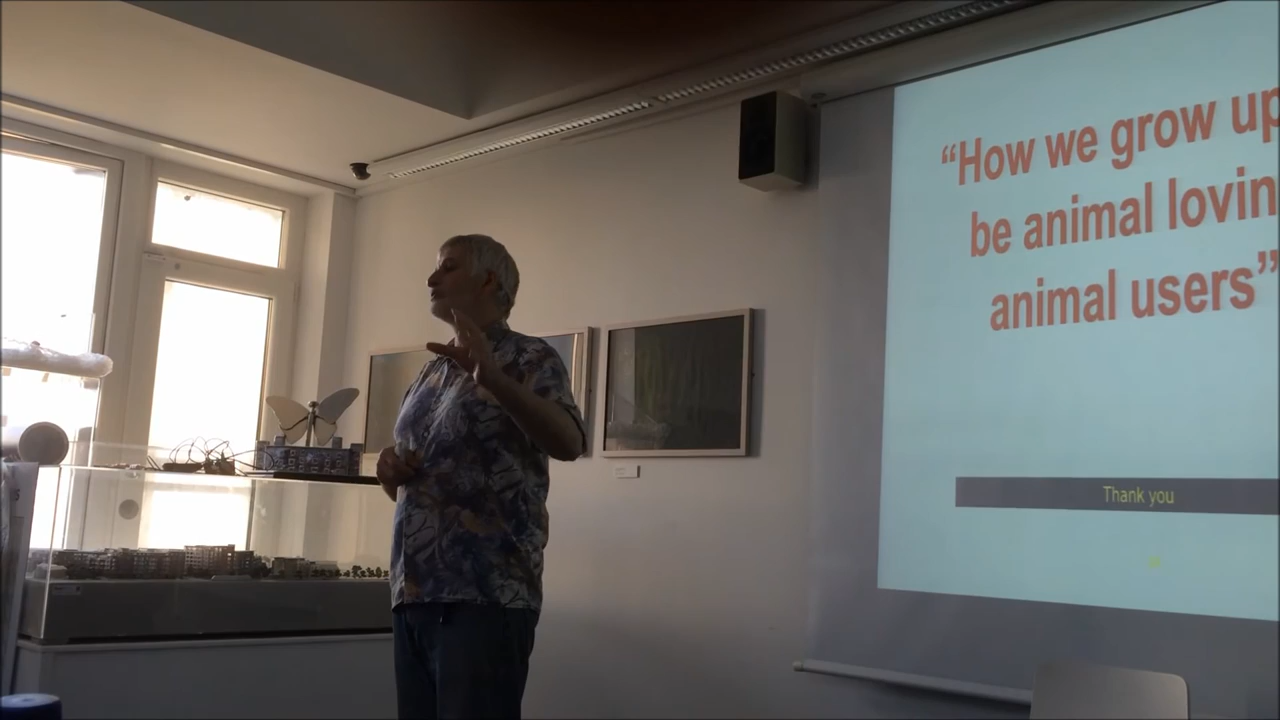 “How we grow up
be animal lovin
animal users”
Thank you